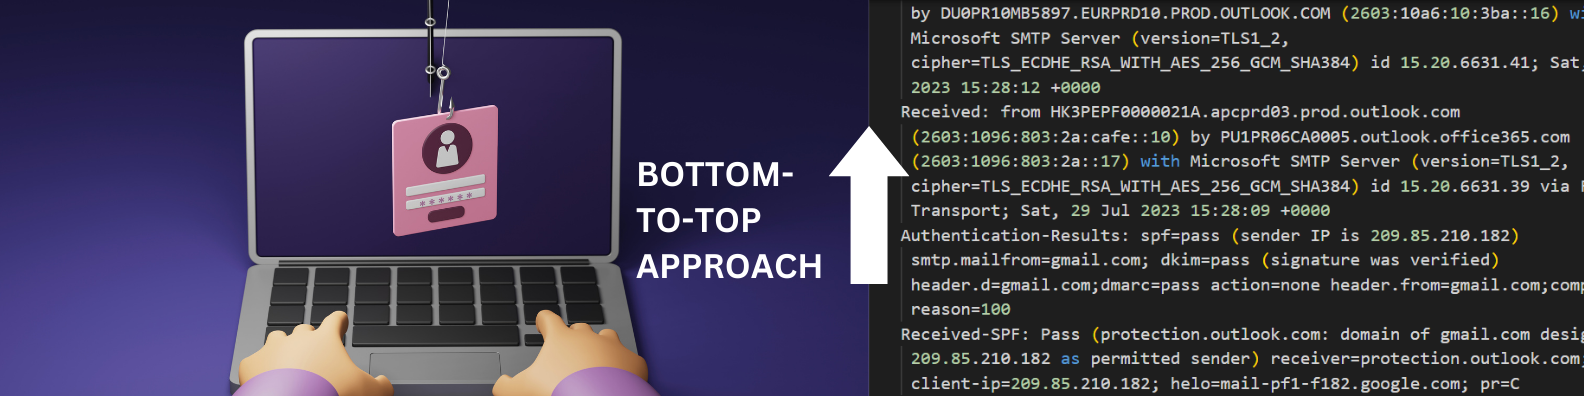 BOTTOM-
TO-TOP
APPROACH
******
by DU0PR10MB5897.EURPRD10.PROD.OUTLOOK.COM (2603:10a6:10:3ba::16) wi
Microsoft SMTP Server (version=TLS1_2,
cipher=TLS_ECDHE_RSA_WITH_AES_256_GCM_SHA384) id 15.20.6631.41; Sat,
2023 15:28:12 +0000
Received: from HK3PEPF0000021A.apcprd03.prod.outlook.com
(2603:1096:803:2a:cafe::10) by PU1PR06CA0005.outlook.office365.com
(2603:1096:803:2a::17) with Microsoft SMTP Server (version=TLS1_2,
cipher=TLS_ECDHE_RSA_WITH_AES_256_GCM_SHA384) id 15.20.6631.39 via F
Transport; Sat, 29 Jul 2023 15:28:09 +0000
Authentication-Results: spf=pass (sender IP is 209.85.210.182)
smtp.mailfrom=gmail.com; dkim=pass (signature was verified)
header.d=gmail.com;dmarc=pass action=none header.from=gmail.com;comp
reason=100
Received-SPF: Pass (protection.outlook.com: domain of gmail.com desig
209.85.210.182 as permitted sender) receiver=protection.outlook.com;
client-ip=209.85.210.182; helo=mail-pf1-f182.google.com; pr=C